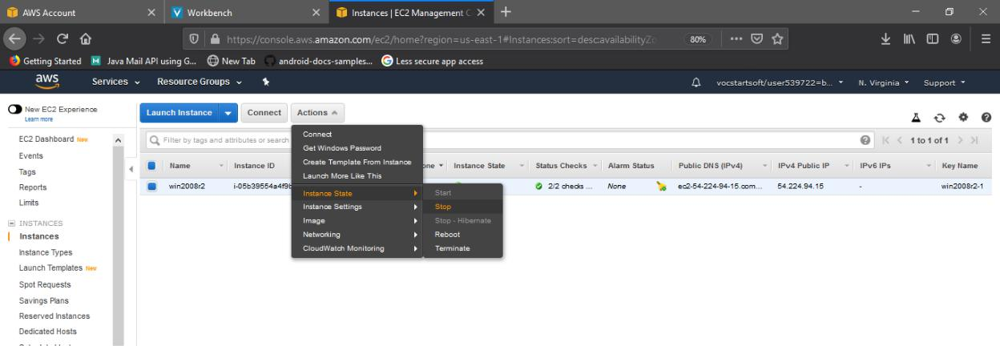 AWS Account
Workbench
Instances | EC2 Management C
https://console.aws.amazon.com/ec2/home?region=us-east-1#Instances:sort=desc:availabilityZo
80%
Getting Started
Java Mail API using G...
New Tab
android-docs-samples...
Less secure app access
aws
Services
Resource Groups
vocstartsoft/user539722=b...
N. Virginia
Support
New EC2 Experience
Learn more
Launch Instance
Connect
Actions
EC2 Dashboard New
Events
Tags
Reports
Limits
INSTANCES
Instances
Instance Types
Launch Templates New
Spot Requests
Savings Plans
Reserved Instances
Dedicated Hosts
Connect
Get Windows Password
Create Template From Instance
Launch More Like This
Instance State
Instance Settings
Image
Networking
CloudWatch Monitoring
Start
Stop
Stop - Hibernate
Reboot
Terminate
Filter by tags and attributes or search
1 to 1 of 1
Name Instance ID one Instance State Status Checks Alarm Status Public DNS (IPv4) IPv4 Public IP IPv6 IPs Key Name
win2008r2 i-05b39554a4f9b 2/2 checks ... None ec2-54-224-94-15.com... 54.224.94.15 - win2008r2-1